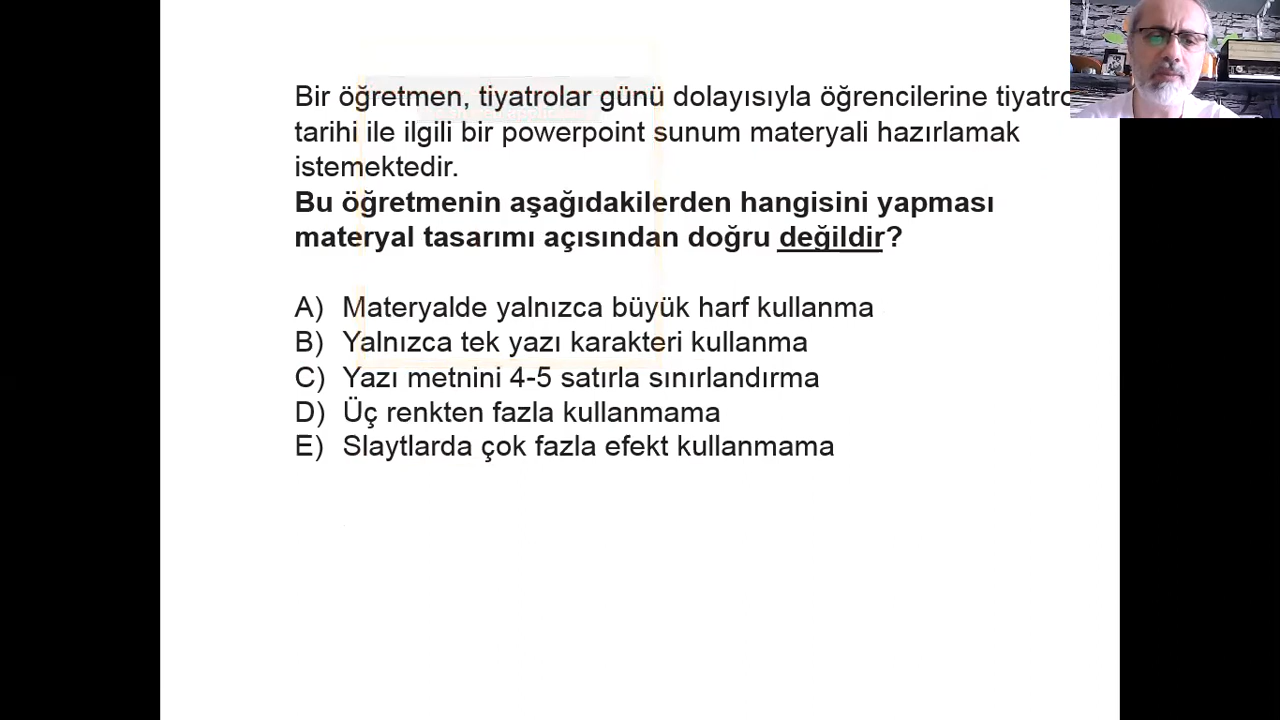 Bir öğretmen, tiyatrolar günü dolayısıyla öğrencilerine
tarihi ile ilgili bir powerpoint sunum materyali hazırlamak
istemektedir.
Bu öğretmenin aşağıdakilerden hangisini yapması
materyal tasarımı açısından doğru değildir?
A) Materyalde yalnızca büyük harf kullanma
B) Yalnızca tek yazı karakteri kullanma
C) Yazı metnini 4-5 satırla sınırlandırma
D) Üç renkten fazla kullanmama
E) Slaytlarda çok fazla efekt kullanmama